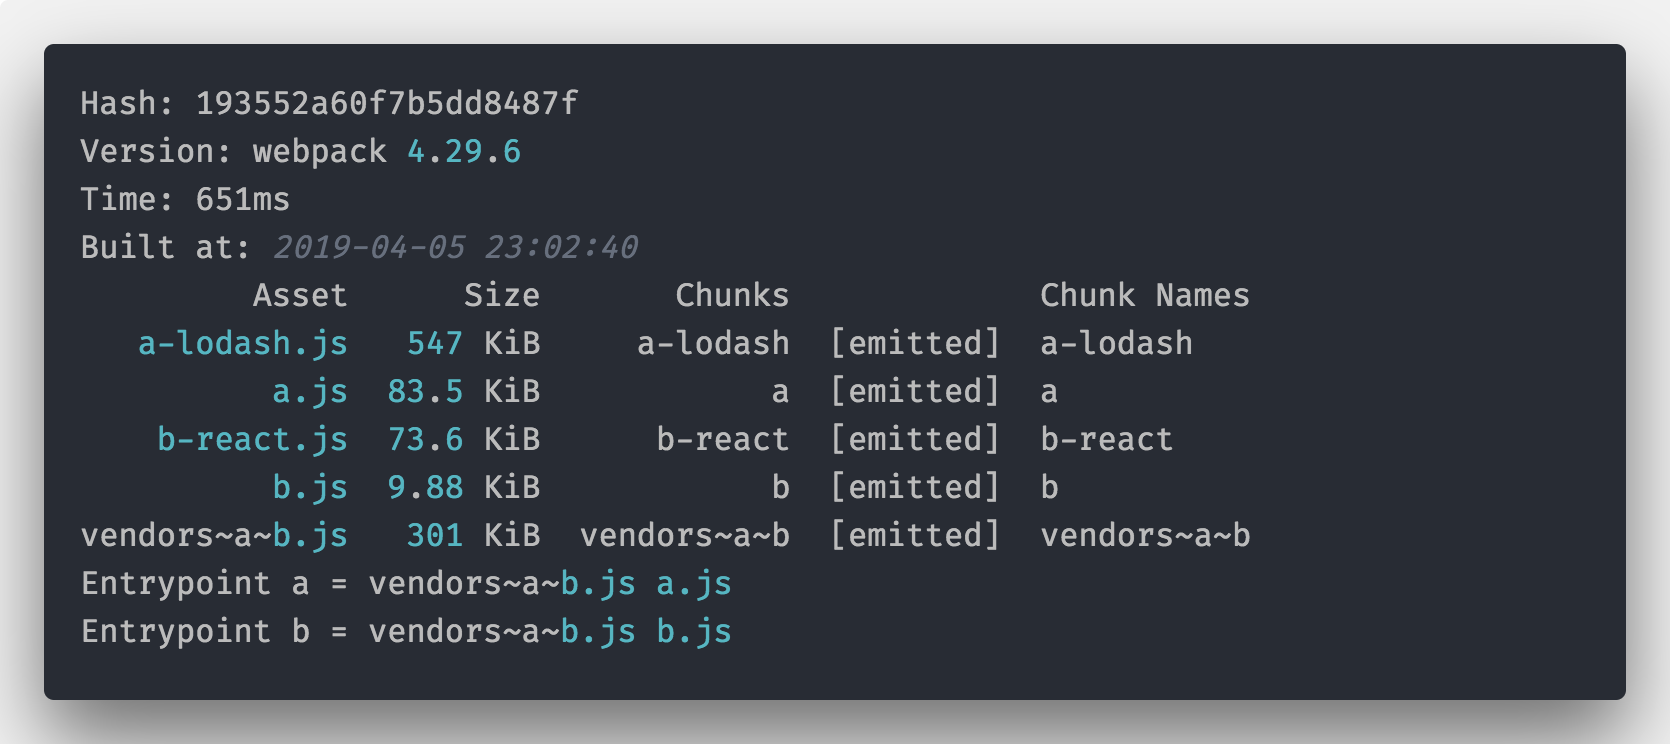 Hash: 193552a60f7b5dd8487f
Version: webpack 4.29.6
Time: 651ms
Built at: 2019-04-05 23:02:40
         Asset      Size       Chunks             Chunk Names
   a-lodash.js   547 KiB     a-lodash  [emitted]  a-lodash
          a.js  83.5 KiB            a  [emitted]  a
    b-react.js  73.6 KiB      b-react  [emitted]  b-react
          b.js  9.88 KiB            b  [emitted]  b
vendors~a~b.js   301 KiB  vendors~a~b  [emitted]  vendors~a~b
Entrypoint a = vendors~a~b.js a.js
Entrypoint b = vendors~a~b.js b.js